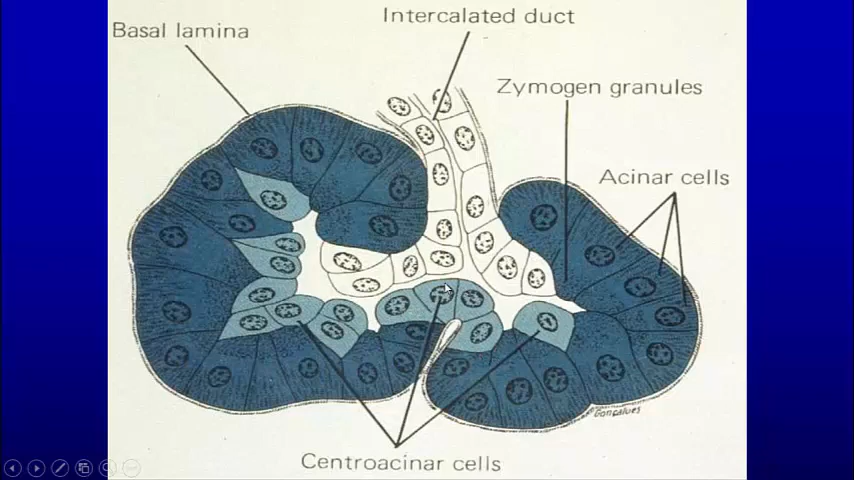 Intercalated duct
Basal lamina
Zymogen granules
Acinar cells
Gonçalves
Centroacinar cells